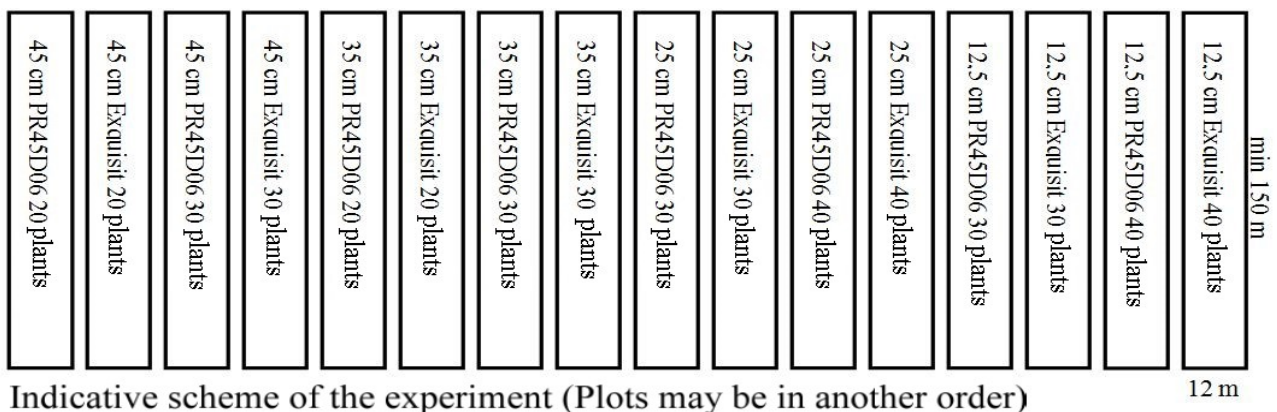 45 cm PR45D06 20 plants
45 cm Exquisit 20 plants
45 cm PR45D06 30 plants
45 cm Exquisit 30 plants
35 cm PR45D06 20 plants
35 cm Exquisit 20 plants
35 cm PR45D06 30 plants
35 cm Exquisit 30 plants
25 cm PR45D06 30 plants
25 cm Exquisit 30 plants
25 cm PR45D06 40 plants
25 cm Exquisit 40 plants
12,5 cm PR45D06 30 plants
12,5 cm Exquisit 30 plants
12,5 cm PR45D06 40 plants
12,5 cm Exquisit 40 plants
min 150 m
12 m
Indicative scheme of the experiment (Plots may be in another order)